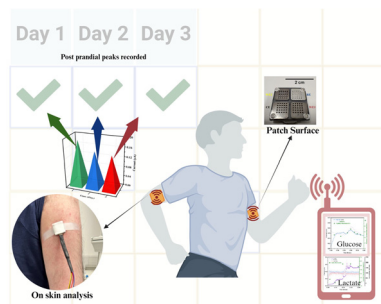 Day 1 Day 2 Day 3
Post prandial peaks recorded
2 cm
Patch Surface
Glucose
Lactate
On skin analysis